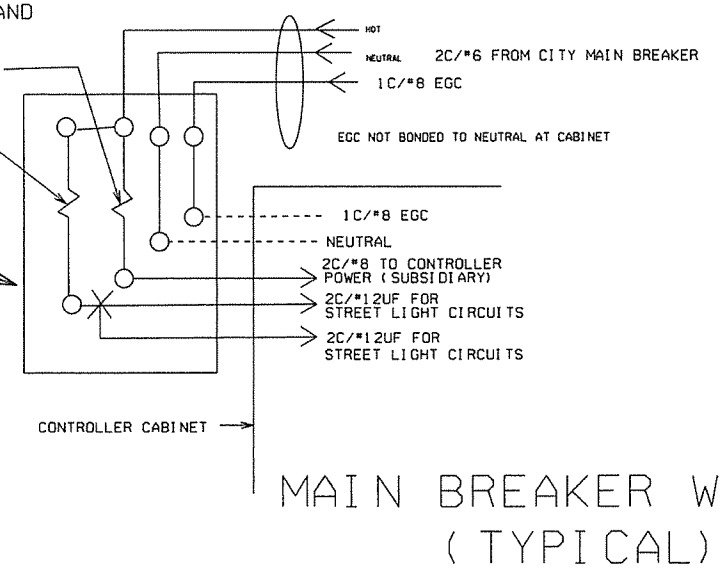 AND
HOT
NEUTRAL 2C/#6 FROM CITY MAIN BREAKER
1C/#8 EGC
EGC NOT BONDED TO NEUTRAL AT CABINET
1C/#8 EGC
NEUTRAL
2C/#8 TO CONTROLLER
POWER (SUBSIDIARY)
2C/#12UF FOR
STREET LIGHT CIRCUITS
2C/#12UF FOR
STREET LIGHT CIRCUITS
CONTROLLER CABINET
MAIN BREAKER W
(TYPICAL)